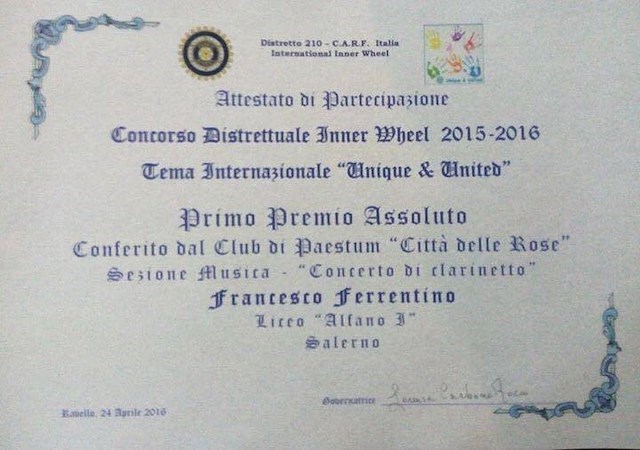 Distretto 210 - C.A.R.F. Italia
International Inner Wheel
Attestato di Partecipazione
Concorso Distrettuale Inner Wheel 2015-2016
Tema Internazionale "Unique & United"
Primo Premio Assoluto
Conferito dal Club di Paestum "Città delle Rose"
Sezione Musica - "Concerto di clarinetto"
Francesco Ferrentino
Liceo "Alfano I"
Salerno
Governatrice
Ravello, 24 Aprile 2016